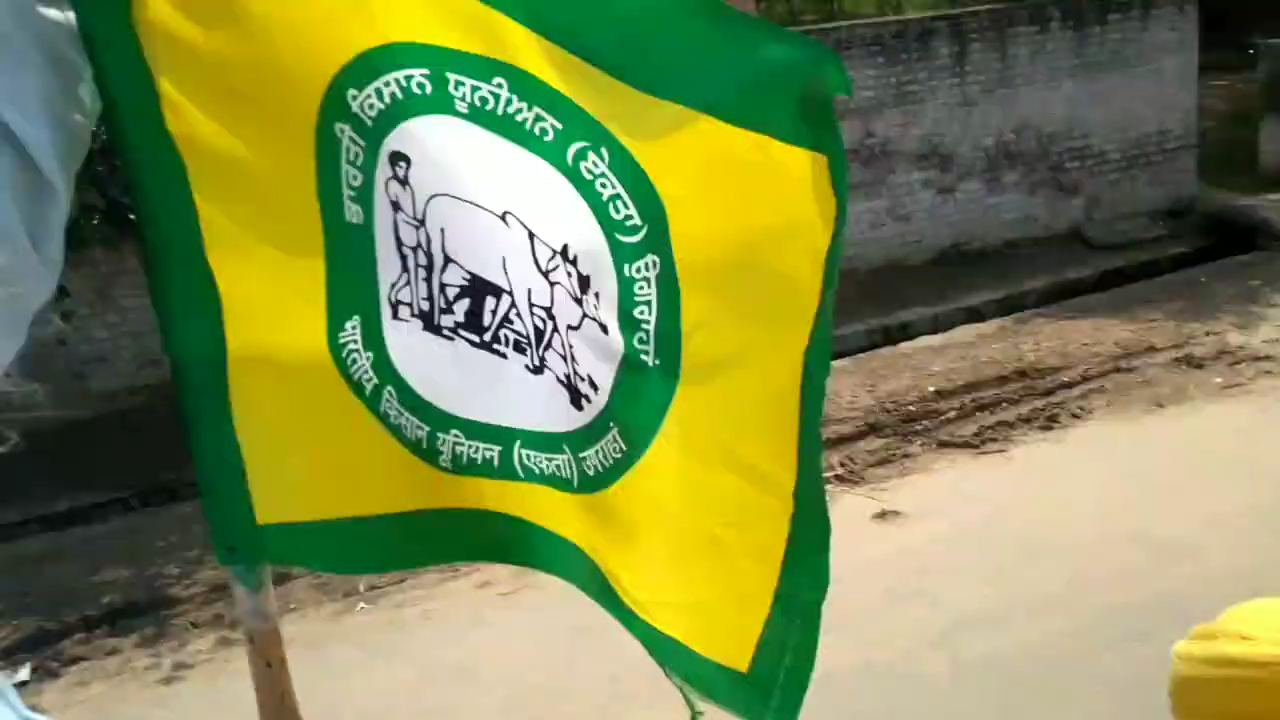 ਭਾਰਤੀ ਕਿਸਾਨ ਯੂਨੀਅਨ (ਏਕਤਾ) ਉਗਰਾਹਾਂ
भारतीय किसान यूनियन (एकता) उगराहां